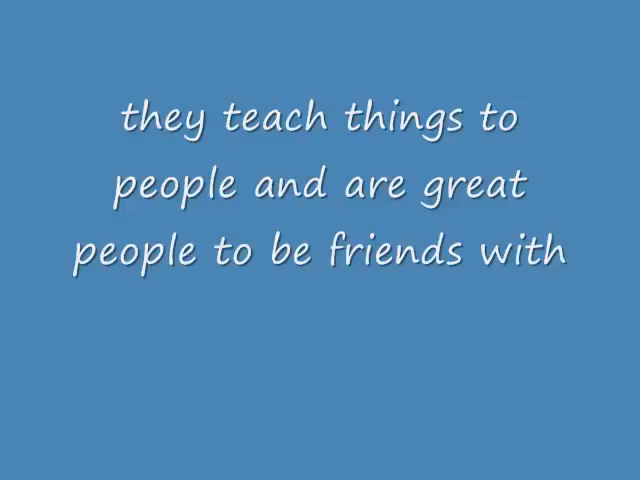 they teach things to
people and are great
people to be friends with